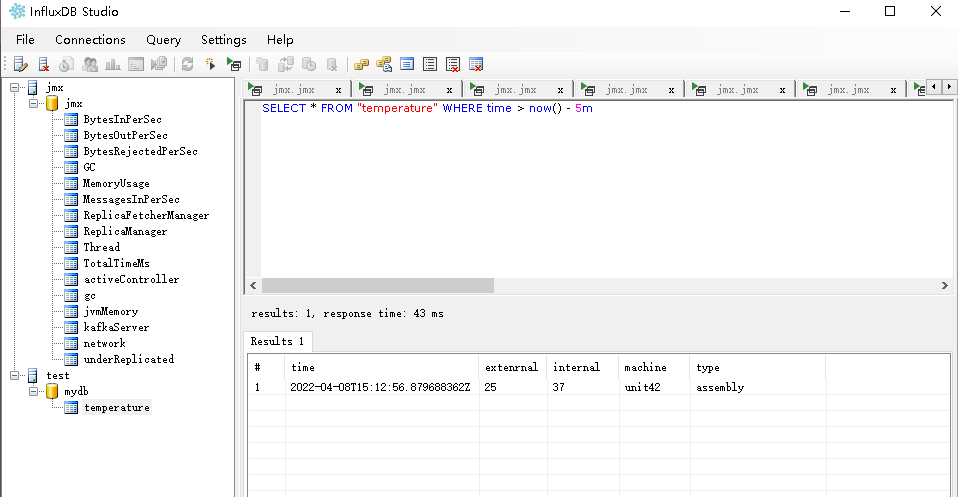 InfluxDB Studio
File Connections Query Settings Help
jmx
jmx
BytesInPerSec
BytesOutPerSec
BytesRejectedPerSec
GC
MemoryUsage
MessagesInPerSec
ReplicaFetcherManager
ReplicaManager
Thread
TotalTimeMs
activeController
gc
jvmMemory
kafkaServer
network
underReplicated
test
mydb
temperature
jmx.jmx x jmx.jmx x jmx.jmx x jmx.jmx x jmx.jmx x jmx.jmx x
SELECT * FROM "temperature" WHERE time > now() - 5m
results: 1, response time: 43 ms
Results 1
# time extenrnal internal machine type
1 2022-04-08T15:12:56.879688362Z 25 37 unit42 assembly